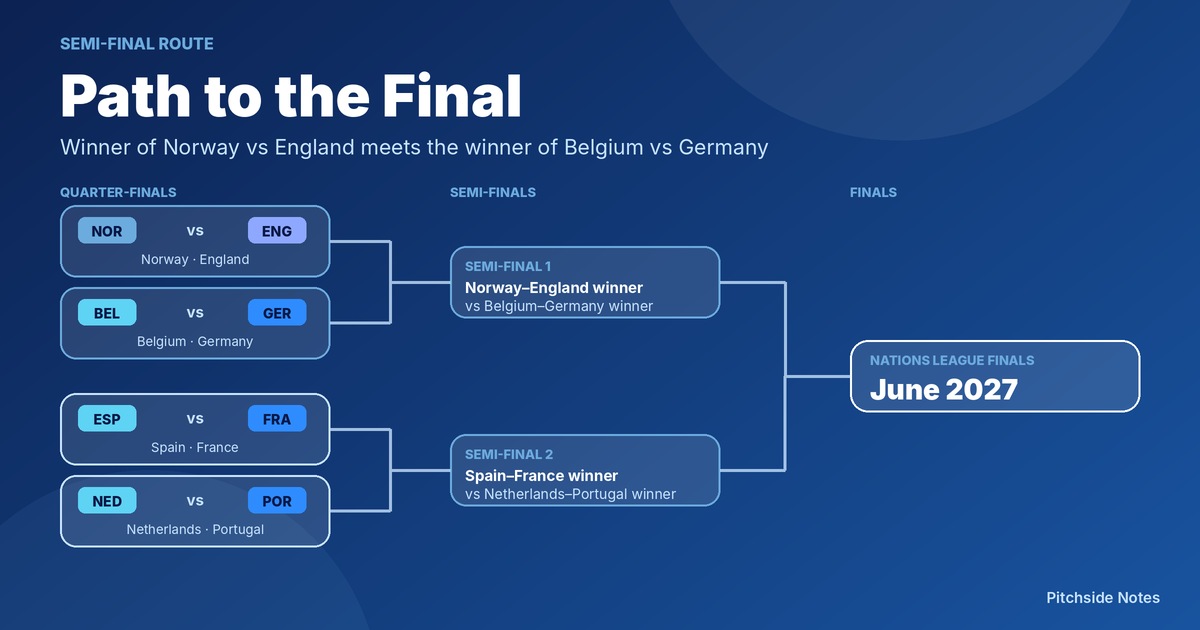 SEMI-FINAL ROUTE
Path to the Final
Winner of Norway vs England meets the winner of Belgium vs Germany
QUARTER-FINALS
SEMI-FINALS
FINALS
NOR vs ENG
Norway · England
BEL vs GER
Belgium · Germany
ESP vs FRA
Spain · France
NED vs POR
Netherlands · Portugal
SEMI-FINAL 1
Norway–England winner
vs Belgium–Germany winner
SEMI-FINAL 2
Spain–France winner
vs Netherlands–Portugal winner
NATIONS LEAGUE FINALS
June 2027
Pitchside Notes